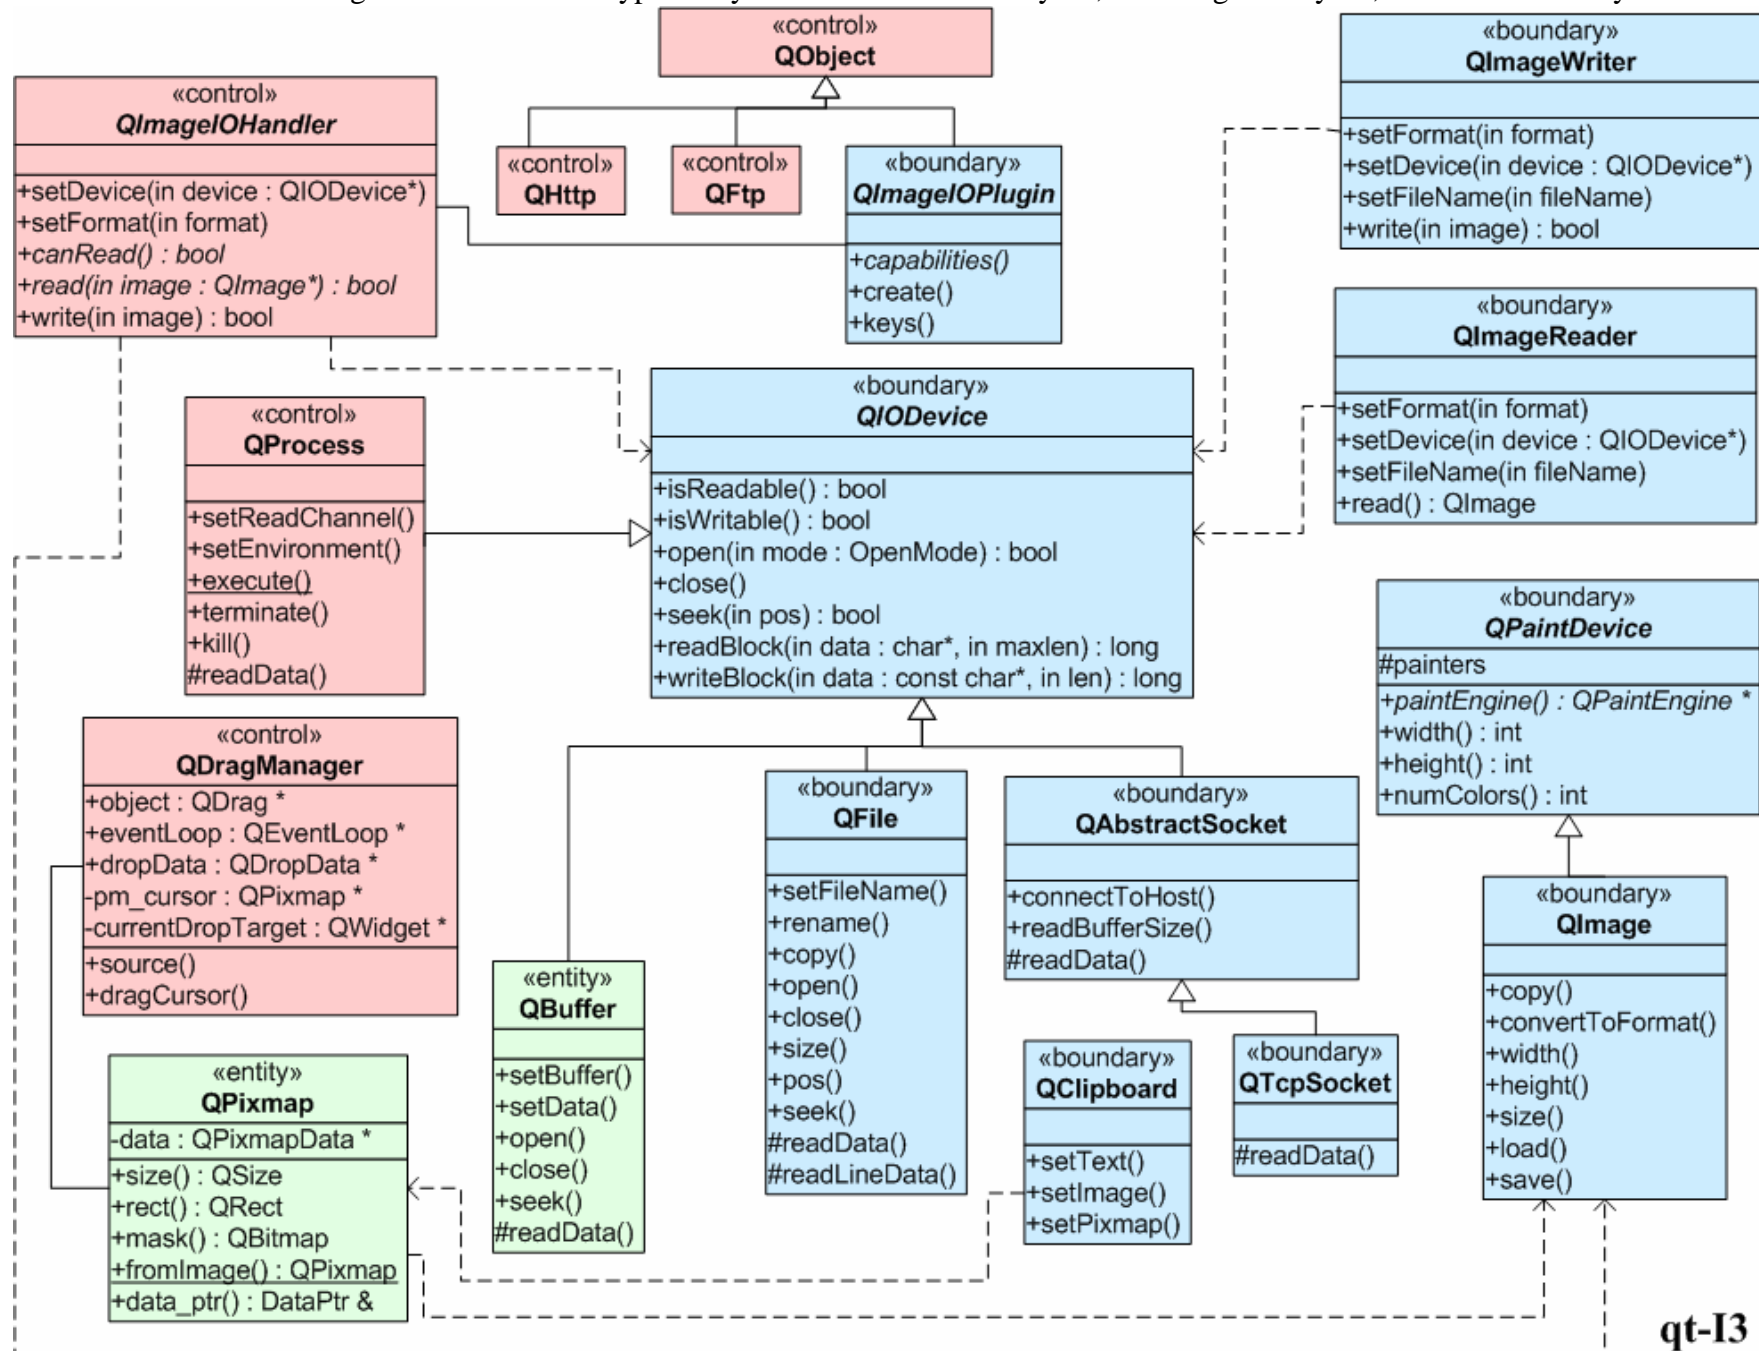 «control»
QObject
«boundary»
QImageWriter
+setFormat(in format)
+setDevice(in device : QIODevice*)
+setFileName(in fileName)
+write(in image) : bool
«control»
QImageIOHandler
+setDevice(in device : QIODevice*)
+setFormat(in format)
+canRead() : bool
+read(in image : QImage*) : bool
+write(in image) : bool
«control»
QHttp
«control»
QFtp
«boundary»
QImageIOPlugin
+capabilities()
+create()
+keys()
«boundary»
QImageReader
+setFormat(in format)
+setDevice(in device : QIODevice*)
+setFileName(in fileName)
+read() : QImage
«control»
QProcess
+setReadChannel()
+setEnvironment()
+execute()
+terminate()
+kill()
#readData()
«boundary»
QIODevice
+isReadable() : bool
+isWritable() : bool
+open(in mode : OpenMode) : bool
+close()
+seek(in pos) : bool
+readBlock(in data : char*, in maxlen) : long
+writeBlock(in data : const char*, in len) : long
«boundary»
QPaintDevice
#painters
+paintEngine() : QPaintEngine *
+width() : int
+height() : int
+numColors() : int
«control»
QDragManager
+object : QDrag *
+eventLoop : QEventLoop *
+dropData : QDropData *
-pm_cursor : QPixmap *
-currentDropTarget : QWidget *
+source()
+dragCursor()
«boundary»
QFile
+setFileName()
+rename()
+copy()
+open()
+close()
+size()
+pos()
+seek()
#readData()
#readLineData()
«boundary»
QAbstractSocket
+connectToHost()
+readBufferSize()
#readData()
«boundary»
QImage
+copy()
+convertToFormat()
+width()
+height()
+size()
+load()
+save()
«entity»
QBuffer
+setBuffer()
+setData()
+open()
+close()
+seek()
#readData()
«boundary»
QClipboard
+setText()
+setImage()
+setPixmap()
«boundary»
QTcpSocket
#readData()
«entity»
QPixmap
-data : QPixmapData *
+size() : QSize
+rect() : QRect
+mask() : QBitmap
+fromImage() : QPixmap
+data_ptr() : DataPtr &
qt-I3